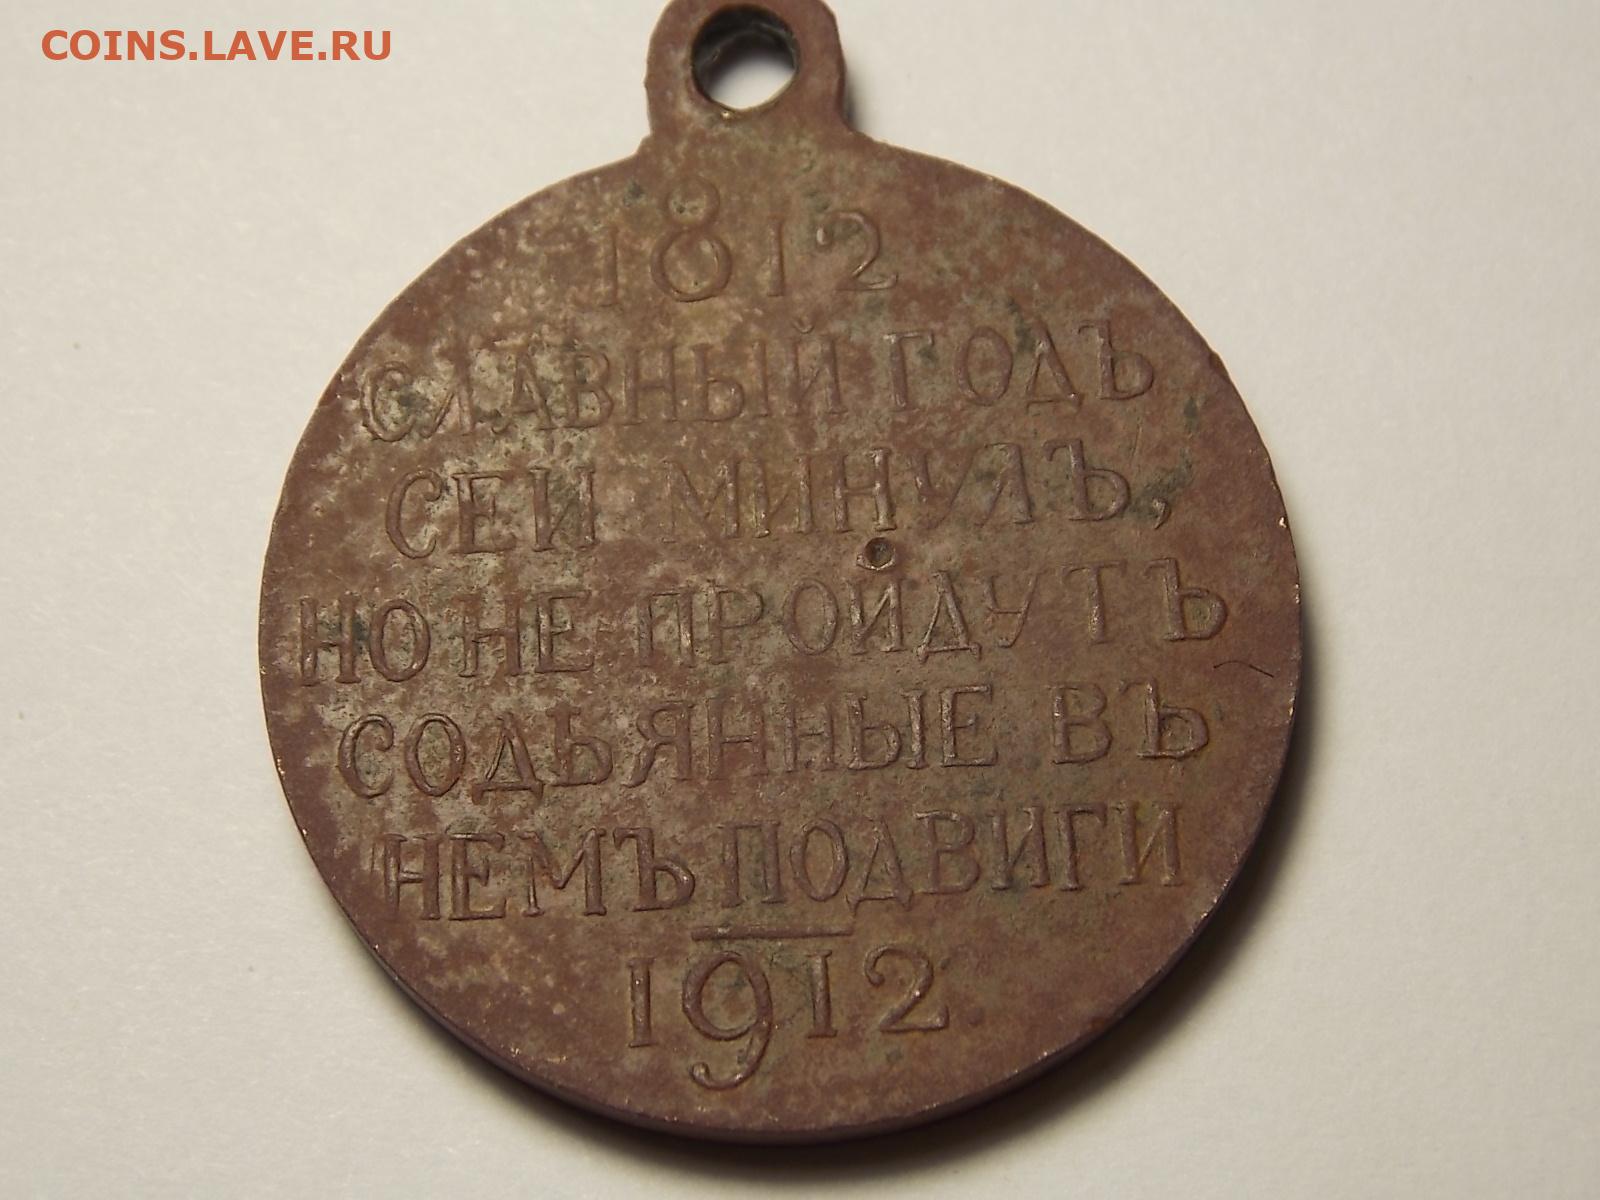 COINS.LAVE.RU
1812
СЛАВНЫЙ ГОДЪ
СЕЙ МИНУЛЪ,
НО НЕ ПРОЙДУТЪ
СОДЬЯННЫЕ ВЪ
НЕМЪ ПОДВИГИ
1912